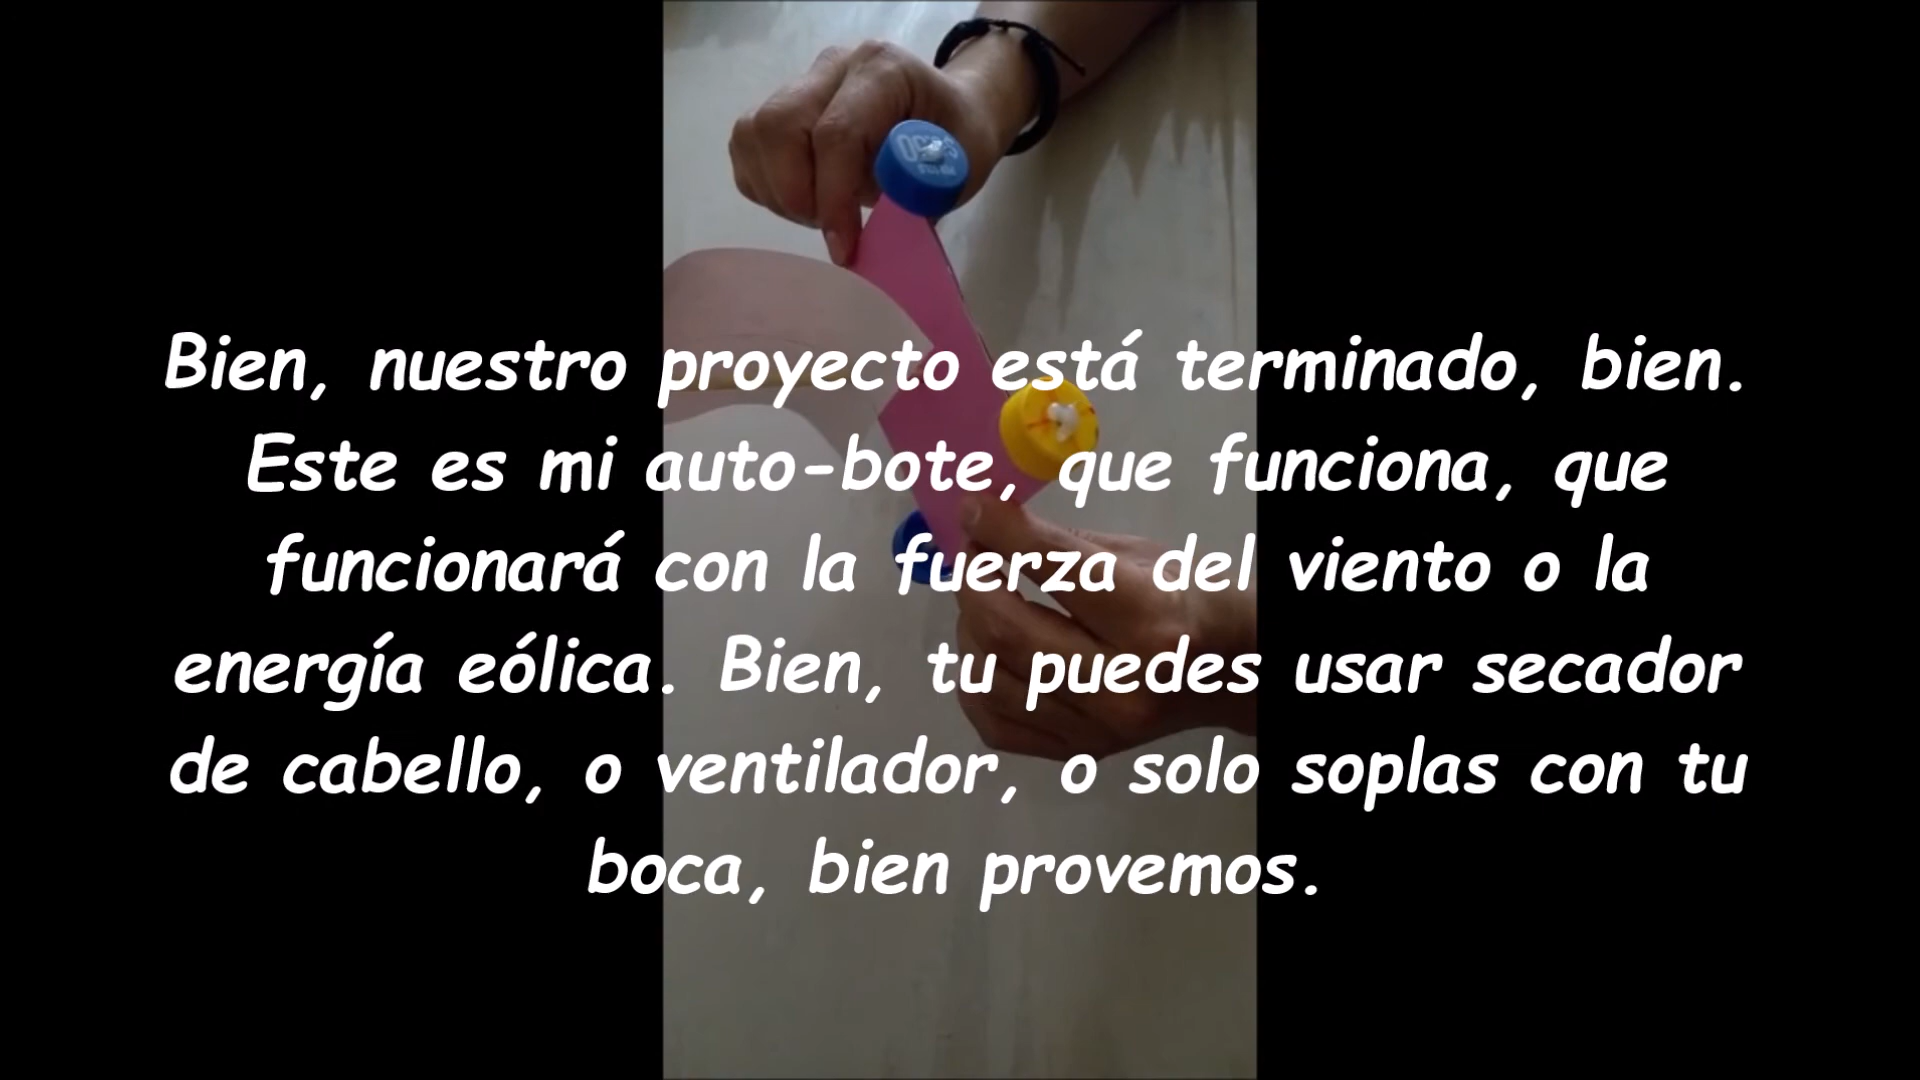 Bien, nuestro proyecto está terminado, bien.
Este es mi auto-bote, que funciona, que
funcionará con la fuerza del viento o la
energía eólica. Bien, tu puedes usar secador
de cabello, o ventilador, o solo soplas con tu
boca, bien provemos.